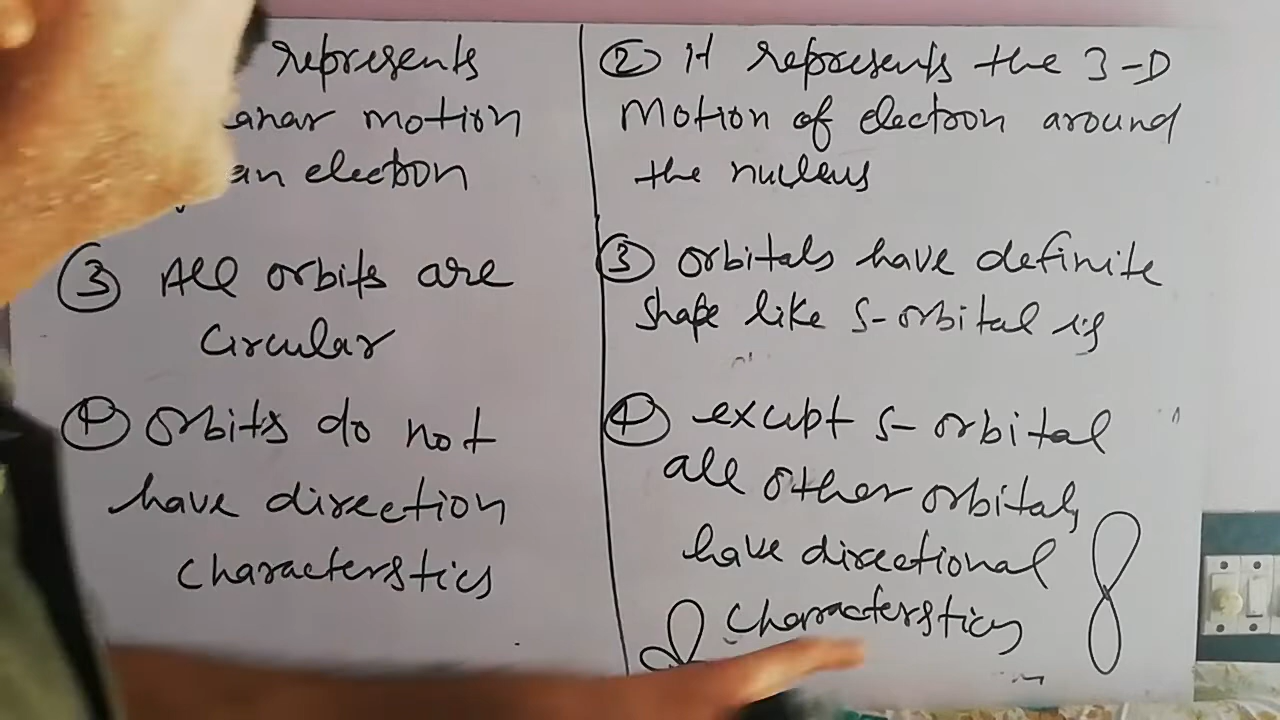 represents
anar motion
an electron
③ All orbits are
Circular
④ Orbits do not
have direction
characterstics
② It represents the 3-D
Motion of electron around
the nucleus
③ orbitals have definite
shape like s-orbital is
④ except s-orbital
all other orbitals
have directional
characterstics